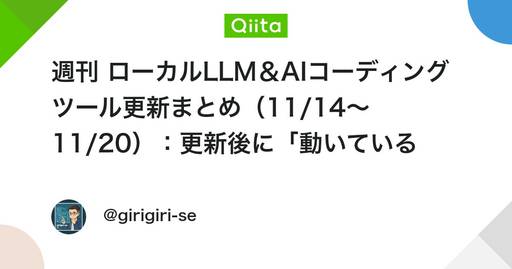 Qiita
週刊 ローカルLLM＆AIコーディング
ツール更新まとめ（11/14〜
11/20）：更新後に「動いている
@girigiri-se